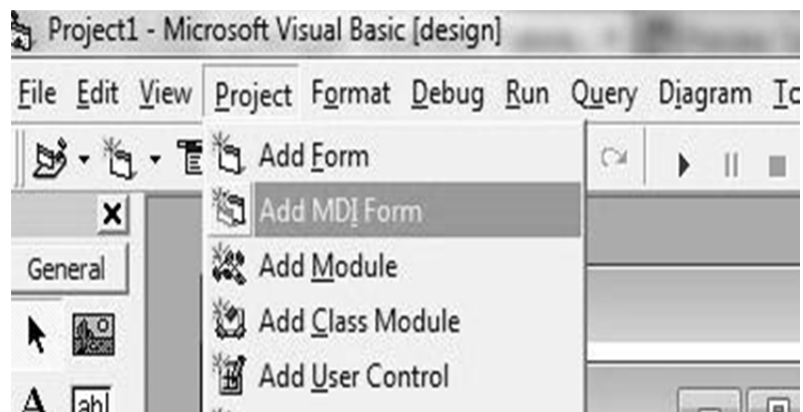 Project1 - Microsoft Visual Basic [design]
File Edit View Project Format Debug Run Query Diagram
Add Form
Add MDI Form
Add Module
General
Add Class Module
Add User Control
A abl